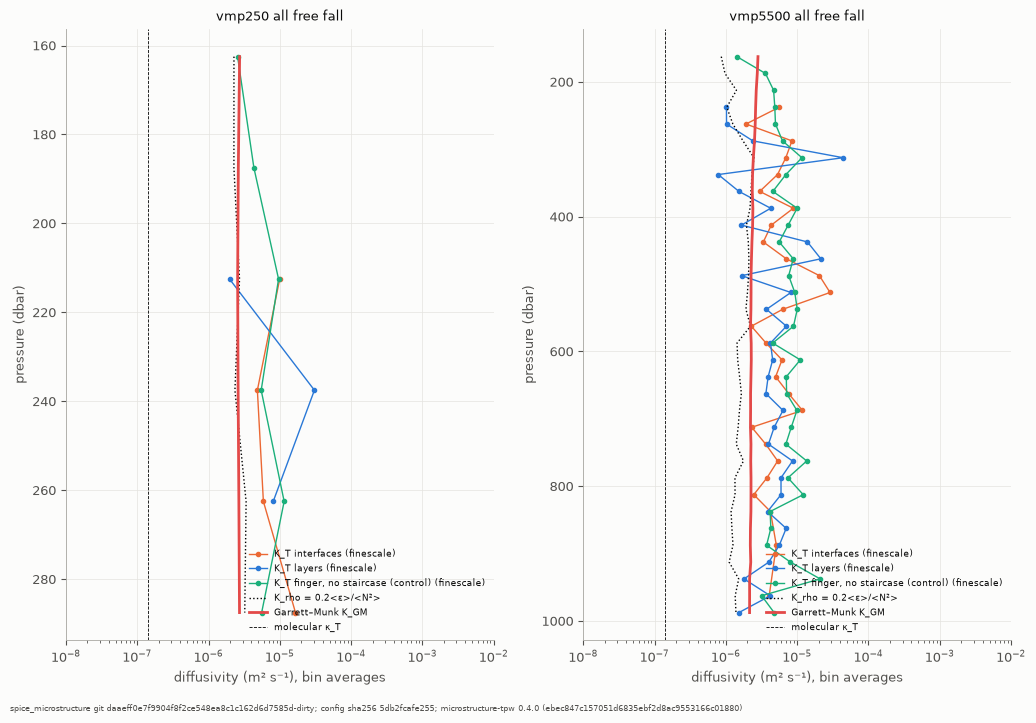 vmp250 all free fall
vmp5500 all free fall
pressure (dbar)
160
180
200
220
240
260
280
K_T interfaces (finescale)
K_T layers (finescale)
K_T finger, no staircase (control) (finescale)
K_rho = 0.2<ε>/<N²>
Garrett–Munk K_GM
molecular κ_T
10⁻⁸ 10⁻⁷ 10⁻⁶ 10⁻⁵ 10⁻⁴ 10⁻³ 10⁻²
diffusivity (m² s⁻¹), bin averages
pressure (dbar)
200
400
600
800
1000
K_T interfaces (finescale)
K_T layers (finescale)
K_T finger, no staircase (control) (finescale)
K_rho = 0.2<ε>/<N²>
Garrett–Munk K_GM
molecular κ_T
10⁻⁸ 10⁻⁷ 10⁻⁶ 10⁻⁵ 10⁻⁴ 10⁻³ 10⁻²
diffusivity (m² s⁻¹), bin averages
spice_microstructure git daaeff0e7f9904f8f2ce548ea8c1c162d6d7585d-dirty; config sha256 5db2fcafe255; microstructure-tpw 0.4.0 (ebec847c157051d6835ebf2d8ac9553166c01880)